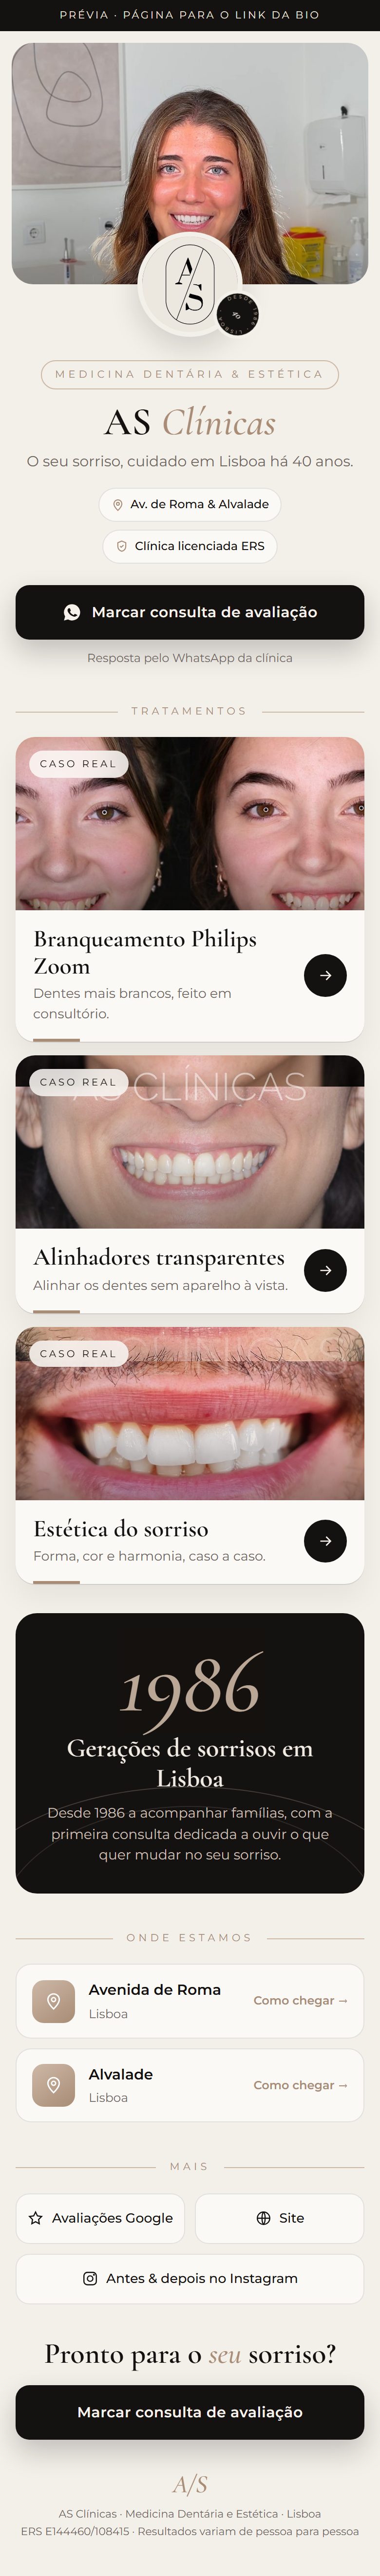 PRÉVIA · PÁGINA PARA O LINK DA BIO
A/S
DESDE 1986
LISBOA
MEDICINA DENTÁRIA & ESTÉTICA
AS Clínicas
O seu sorriso, cuidado em Lisboa há 40 anos.
Av. de Roma & Alvalade
Clínica licenciada ERS
Marcar consulta de avaliação
Resposta pelo WhatsApp da clínica
TRATAMENTOS
CASO REAL
Branqueamento Philips
Zoom
Dentes mais brancos, feito em
consultório.
CASO REAL
AS CLÍNICAS
Alinhadores transparentes
Alinhar os dentes sem aparelho à vista.
CASO REAL
Estética do sorriso
Forma, cor e harmonia, caso a caso.
1986
Gerações de sorrisos em
Lisboa
Desde 1986 a acompanhar famílias, com a
primeira consulta dedicada a ouvir o que
quer mudar no seu sorriso.
ONDE ESTAMOS
Avenida de Roma
Lisboa
Como chegar →
Alvalade
Lisboa
Como chegar →
MAIS
Avaliações Google
Site
Antes & depois no Instagram
Pronto para o seu sorriso?
Marcar consulta de avaliação
A/S
AS Clínicas · Medicina Dentária e Estética · Lisboa
ERS E144460/108415 · Resultados variam de pessoa para pessoa